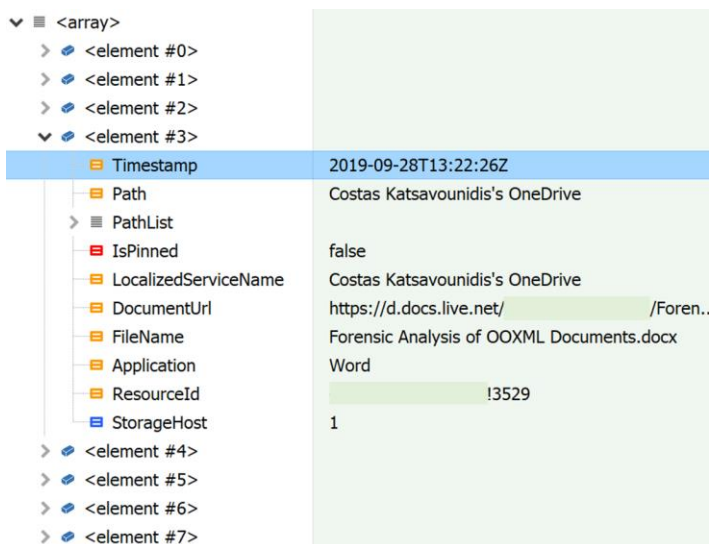 <array>
<element #0>
<element #1>
<element #2>
<element #3>
Timestamp 2019-09-28T13:22:26Z
Path Costas Katsavounidis's OneDrive
PathList
IsPinned false
LocalizedServiceName Costas Katsavounidis's OneDrive
DocumentUrl https://d.docs.live.net/ /Foren..
FileName Forensic Analysis of OOXML Documents.docx
Application Word
ResourceId !3529
StorageHost 1
<element #4>
<element #5>
<element #6>
<element #7>